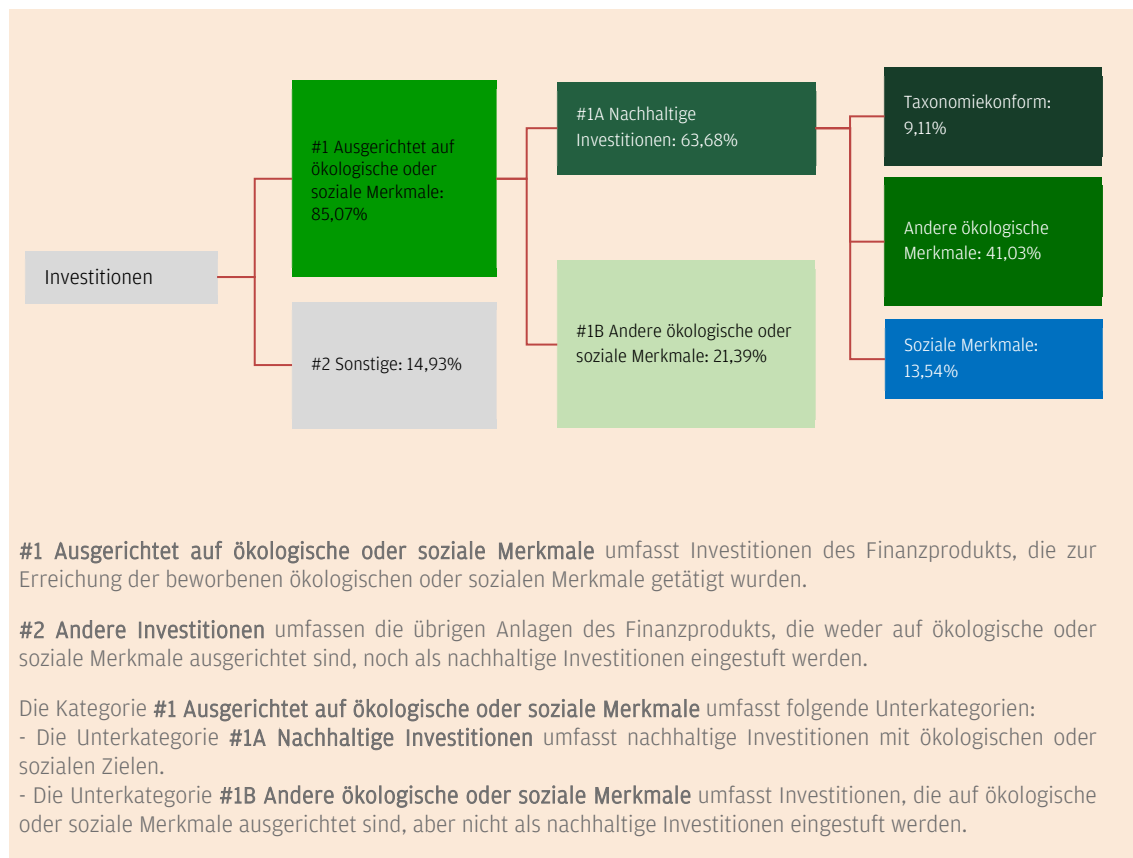 Investitionen
#1 Ausgerichtet auf
ökologische oder
soziale Merkmale:
85,07%
#2 Sonstige: 14,93%
#1A Nachhaltige
Investitionen: 63,68%
#1B Andere ökologische oder
soziale Merkmale: 21,39%
Taxonomiekonform:
9,11%
Andere ökologische
Merkmale: 41,03%
Soziale Merkmale:
13,54%
#1 Ausgerichtet auf ökologische oder soziale Merkmale umfasst Investitionen des Finanzprodukts, die zur
Erreichung der beworbenen ökologischen oder sozialen Merkmale getätigt wurden.
#2 Andere Investitionen umfassen die übrigen Anlagen des Finanzprodukts, die weder auf ökologische oder
soziale Merkmale ausgerichtet sind, noch als nachhaltige Investitionen eingestuft werden.
Die Kategorie #1 Ausgerichtet auf ökologische oder soziale Merkmale umfasst folgende Unterkategorien:
- Die Unterkategorie #1A Nachhaltige Investitionen umfasst nachhaltige Investitionen mit ökologischen oder
sozialen Zielen.
- Die Unterkategorie #1B Andere ökologische oder soziale Merkmale umfasst Investitionen, die auf ökologische
oder soziale Merkmale ausgerichtet sind, aber nicht als nachhaltige Investitionen eingestuft werden.